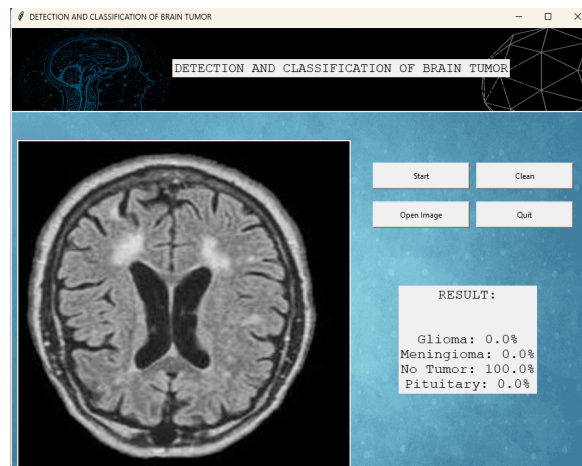 DETECTION AND CLASSIFICATION OF BRAIN TUMOR
DETECTION AND CLASSIFICATION OF BRAIN TUMOR
Start
Clean
Open Image
Quit
RESULT:
Glioma: 0.0%
Meningioma: 0.0%
No Tumor: 100.0%
Pituitary: 0.0%